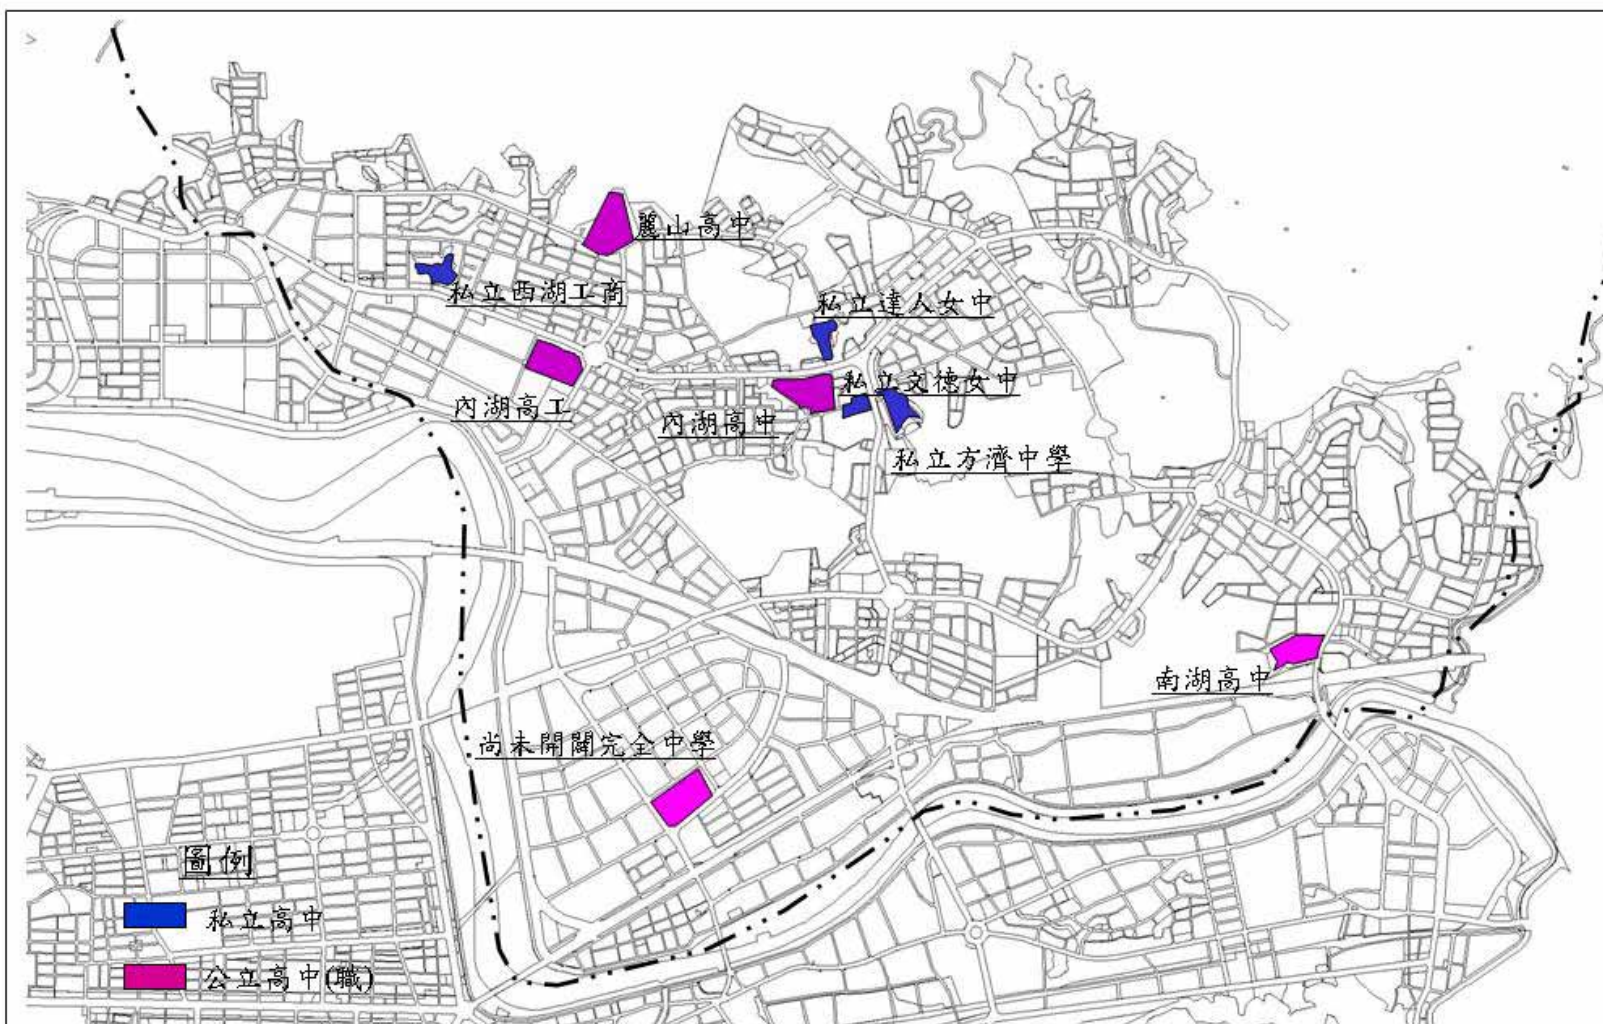 麗山高中
私立西湖工商
私立達人女中
私立文德女中
內湖高工
內湖高中
私立方濟中學
南湖高中
尚未開闢完全中學
圖例
私立高中
公立高中(職)